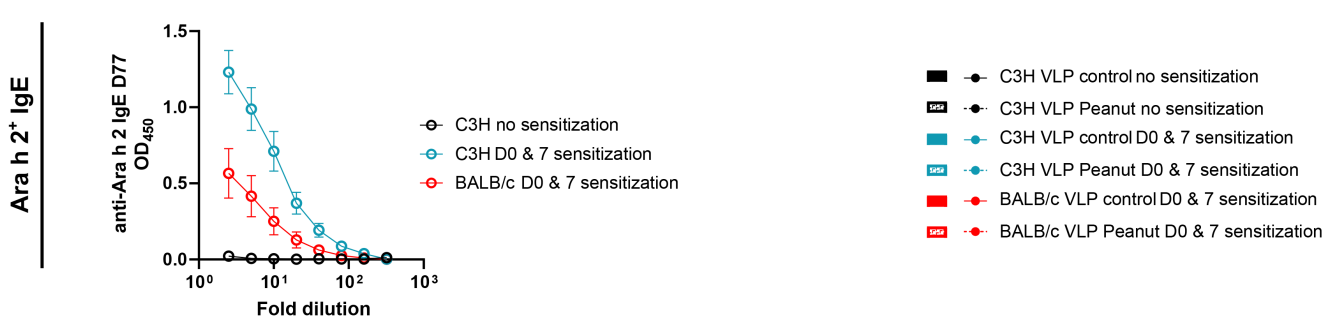 Ara h 2⁺ IgE
anti-Ara h 2 IgE D77
OD₄₅₀
1.5
1.0
0.5
0.0
10⁰ 10¹ 10² 10³
Fold dilution
C3H no sensitization
C3H D0 & 7 sensitization
BALB/c D0 & 7 sensitization
C3H VLP control no sensitization
C3H VLP Peanut no sensitization
C3H VLP control D0 & 7 sensitization
C3H VLP Peanut D0 & 7 sensitization
BALB/c VLP control D0 & 7 sensitization
BALB/c VLP Peanut D0 & 7 sensitization